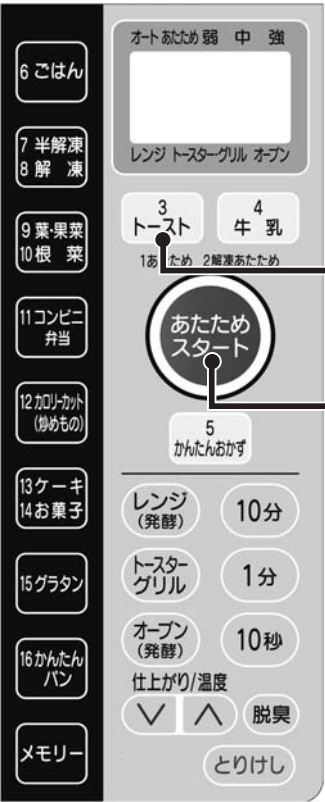 6 ごはん
7 半解凍
8 解 凍
9 葉・果菜
10 根 菜
11 コンビニ
弁当
12 カロリーカット
(炒めもの)
13 ケーキ
14 お菓子
15 グラタン
16 かんたん
パン
メモリー
オートあたため 弱 中 強
レンジ トースター・グリル オーブン
3
トースト
4
牛 乳
1あたため 2解凍あたため
あたため
スタート
5
かんたんおかず
レンジ
(発酵)
10分
トースター
グリル
1分
オーブン
(発酵)
10秒
仕上がり/温度
脱臭
とりけし